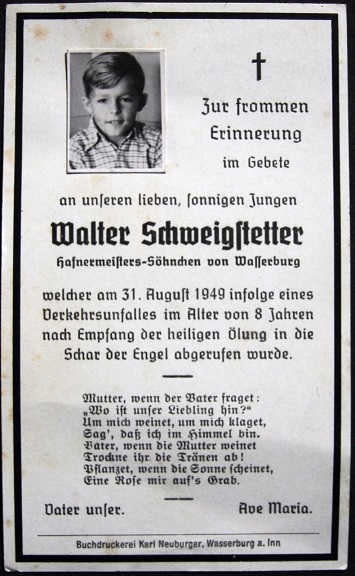 Zur frommen
Erinnerung
im Gebete
an unseren lieben, sonnigen Jungen
Walter Schweigstetter
Hafnermeisters-Söhnchen von Wasserburg
welcher am 31. August 1949 infolge eines
Verkehrsunfalles im Alter von 8 Jahren
nach Empfang der heiligen Ölung in die
Schar der Engel abgerufen wurde.
Mutter, wenn der Vater fraget:
„Wo ist unser Liebling hin?"
Um mich weinet, um mich klaget,
Sag', daß ich im Himmel bin.
Vater, wenn die Mutter weinet
Trockne ihr die Tränen ab!
Pflanzet, wenn die Sonne scheinet,
Eine Rose mir auf's Grab.
Vater unser. Ave Maria.
Buchdruckerei Karl Neuburger, Wasserburg a. Inn